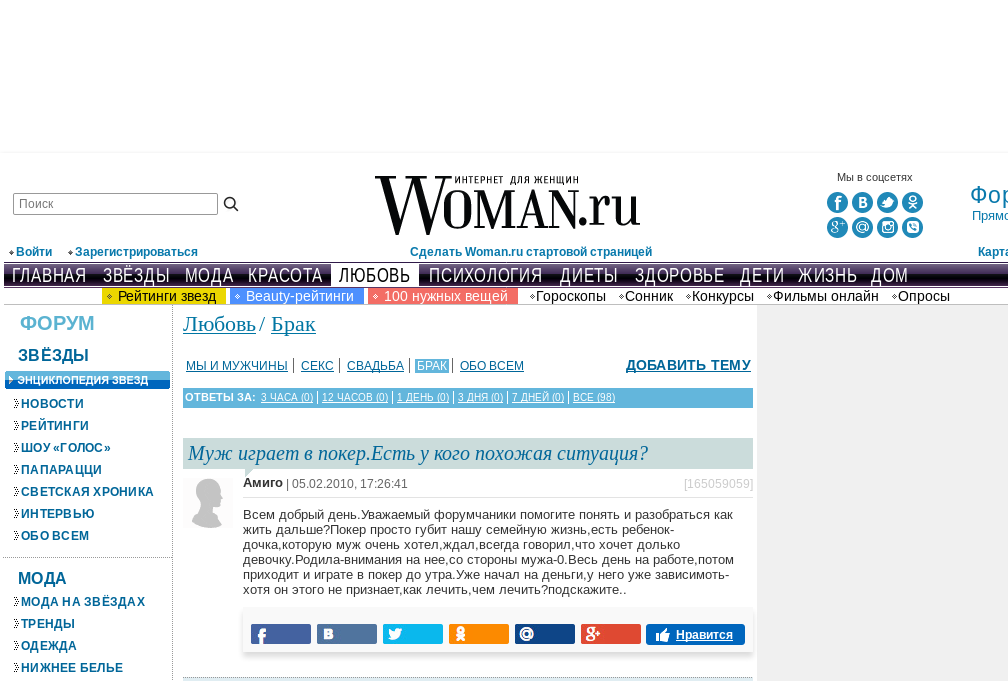 Поиск
ИНТЕРНЕТ ДЛЯ ЖЕНЩИН
WOMAN.ru
Мы в соцсетях
Фор
Прямо
Войти Зарегистрироваться
Сделать Woman.ru стартовой страницей
Карта
ГЛАВНАЯ ЗВЁЗДЫ МОДА КРАСОТА ЛЮБОВЬ ПСИХОЛОГИЯ ДИЕТЫ ЗДОРОВЬЕ ДЕТИ ЖИЗНЬ ДОМ
Рейтинги звезд Beauty-рейтинги 100 нужных вещей Гороскопы Сонник Конкурсы Фильмы онлайн Опросы
ФОРУМ
ЗВЁЗДЫ
ЭНЦИКЛОПЕДИЯ ЗВЕЗД
НОВОСТИ
РЕЙТИНГИ
ШОУ «ГОЛОС»
ПАПАРАЦЦИ
СВЕТСКАЯ ХРОНИКА
ИНТЕРВЬЮ
ОБО ВСЕМ
МОДА
МОДА НА ЗВЁЗДАХ
ТРЕНДЫ
ОДЕЖДА
НИЖНЕЕ БЕЛЬЕ
Любовь / Брак
МЫ И МУЖЧИНЫ | СЕКС | СВАДЬБА | БРАК | ОБО ВСЕМ
ДОБАВИТЬ ТЕМУ
ОТВЕТЫ ЗА: 3 ЧАСА (0) | 12 ЧАСОВ (0) | 1 ДЕНЬ (0) | 3 ДНЯ (0) | 7 ДНЕЙ (0) | ВСЕ (98)
Муж играет в покер.Есть у кого похожая ситуация?
Амиго | 05.02.2010, 17:26:41 [165059059]
Всем добрый день.Уважаемый форумчаники помогите понять и разобраться как
жить дальше?Покер просто губит нашу семейную жизнь,есть ребенок-
дочка,которую муж очень хотел,ждал,всегда говорил,что хочет долько
девочку.Родила-внимания на нее,со стороны мужа-0.Весь день на работе,потом
приходит и играте в покер до утра.Уже начал на деньги,у него уже зависимоть-
хотя он этого не признает,как лечить,чем лечить?подскажите..
Нравится